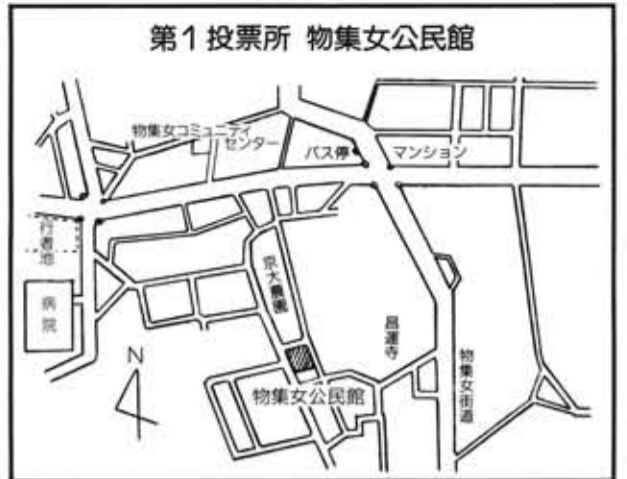 第1投票所 物集女公民館
物集女コミュニティ
センター
バス停
マンション
行者地
病院
京大農園
昌運寺
物集女街道
N
物集女公民館